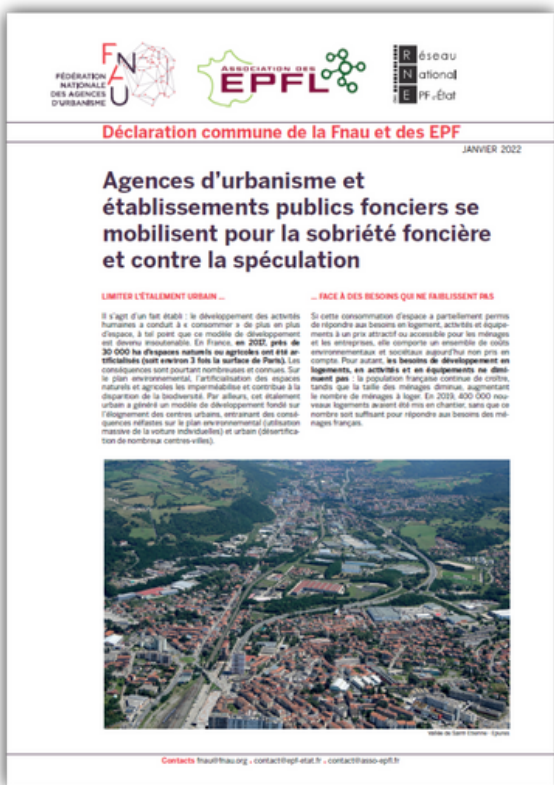 FNAU
FÉDÉRATION
NATIONALE
DES AGENCES
D'URBANISME
ASSOCIATION DES
EPFL
Réseau
National
EPF d'État
Déclaration commune de la Fnau et des EPF
JANVIER 2022
Agences d'urbanisme et
établissements publics fonciers se
mobilisent pour la sobriété foncière
et contre la spéculation
LIMITER L'ÉTALEMENT URBAIN ...
Il s'agit d'un fait établi : le développement des activités
humaines a conduit à « consommer » de plus en plus
d'espace, à tel point que ce modèle de développement
est devenu insoutenable. En France, en 2017, près de
30 000 ha d'espaces naturels ou agricoles ont été ar-
tificialisés (soit environ 3 fois la surface de Paris). Les
conséquences sont pourtant nombreuses et connues. Sur
le plan environnemental, l'artificialisation des espaces
naturels et agricoles les imperméabilise et contribue à la
disparition de la biodiversité. Par ailleurs, cet étalement
urbain a généré un modèle de développement fondé sur
l'éloignement des centres urbains, entrainant des consé-
quences néfastes sur le plan environnemental (utilisation
massive de la voiture individuelles) et urbain (désertifica-
tion de nombreux centres-villes).
... FACE À DES BESOINS QUI NE FAIBLISSENT PAS
Si cette consommation d'espace a partiellement permis
de répondre aux besoins en logement, activités et équipe-
ments à un prix attractif ou accessible pour les ménages
et les entreprises, elle comporte un ensemble de coûts
environnementaux et sociétaux aujourd'hui non pris en
compte. Pour autant, les besoins de développement en
logements, en activités et en équipements ne dimi-
nuent pas : la population française continue de croître,
tandis que la taille des ménages diminue, augmentant
le nombre de ménages à loger. En 2019, 400 000 nou-
veaux logements avaient été mis en chantier, sans que ce
nombre soit suffisant pour répondre aux besoins des mé-
nages français.
Vallée de Saint Etienne - Epures
Contacts fnau@fnau.org . contact@epf-etat.fr . contact@asso-epfl.fr